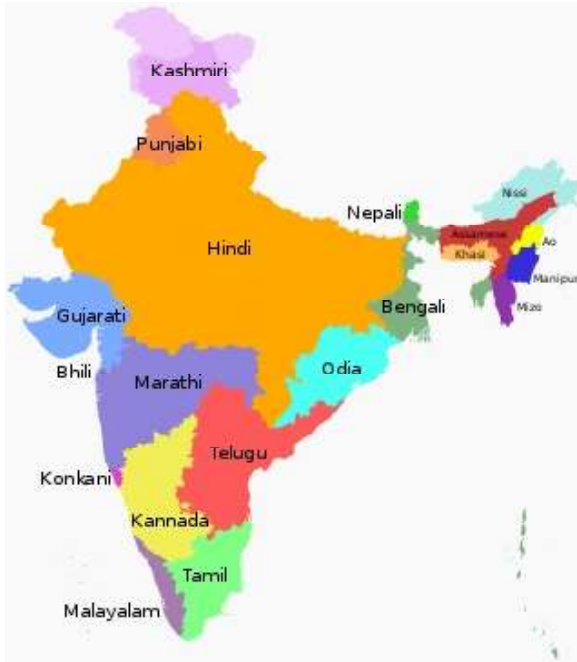 Kashmiri
Punjabi
Nissi
Nepali
Assamese
Ao
Hindi
Khasi
Manipur
Gujarati
Bengali
Mizo
Bhili
Marathi
Odia
Telugu
Konkani
Kannada
Tamil
Malayalam